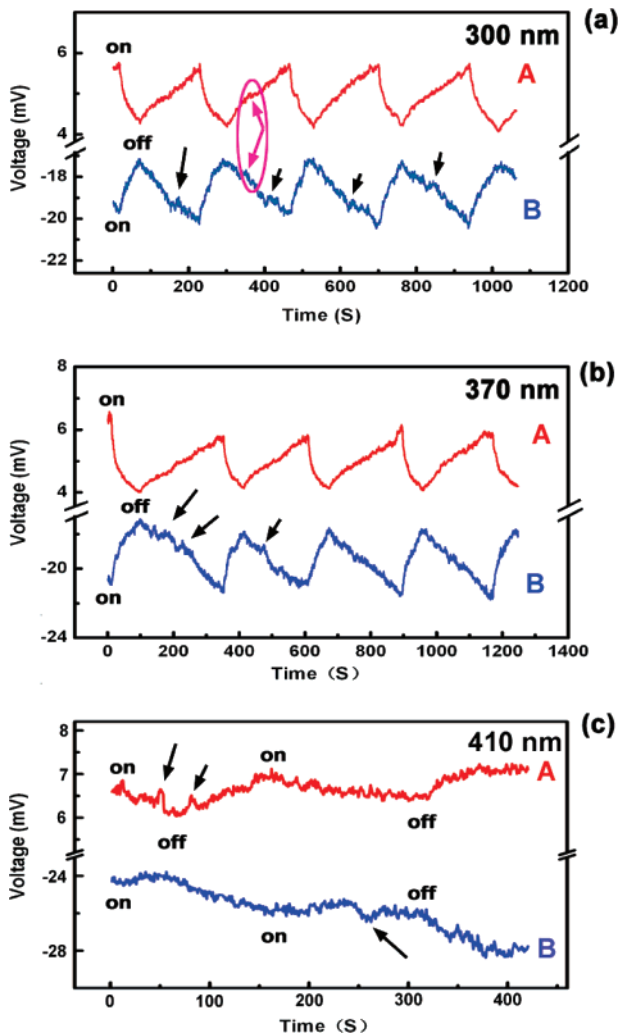 (a)
300 nm
on
A
6
4
off
-18
-20
-22
on
B
Voltage (mV)
0 200 400 600 800 1000 1200
Time (S)
(b)
370 nm
8
on
A
6
4
off
-20
-24
on
B
Voltage (mV)
0 200 400 600 800 1000 1200 1400
Time (S)
(c)
410 nm
8
on
on
A
7
6
off
off
-24
on
off
on
-28
B
Voltage (mV)
0 100 200 300 400
Time (S)